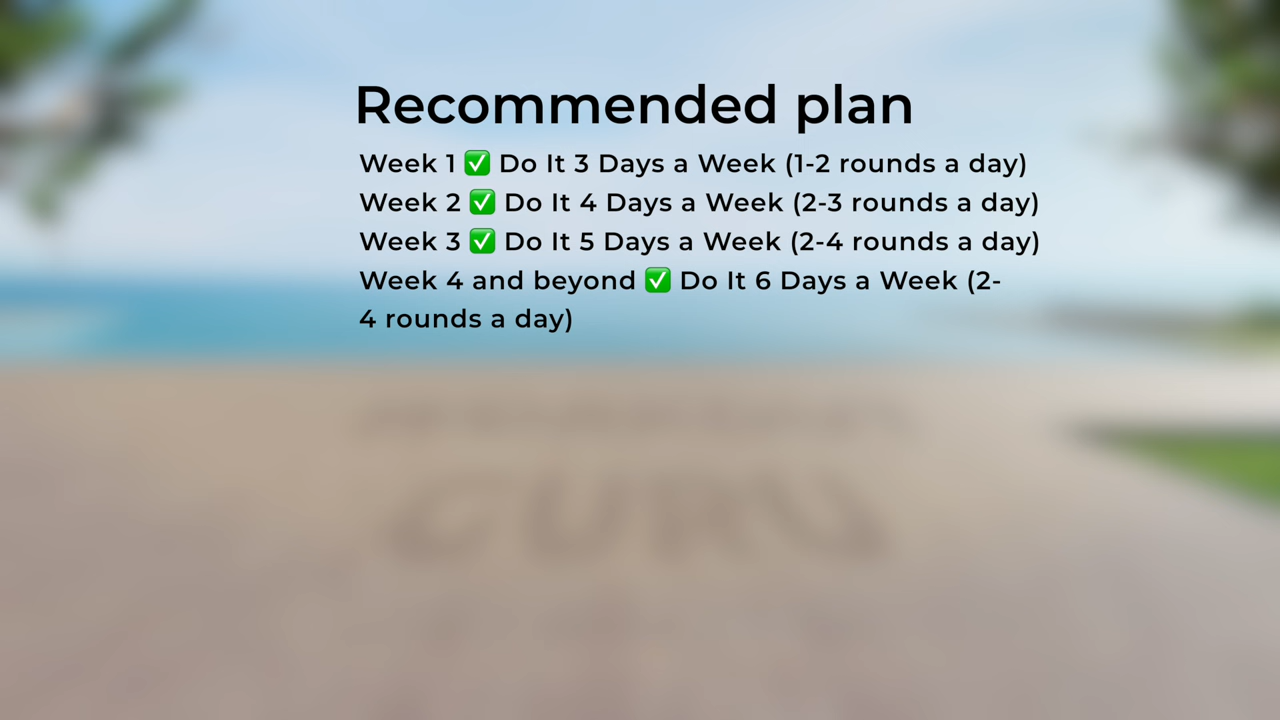 Recommended plan
Week 1 ✅ Do It 3 Days a Week (1-2 rounds a day)
Week 2 ✅ Do It 4 Days a Week (2-3 rounds a day)
Week 3 ✅ Do It 5 Days a Week (2-4 rounds a day)
Week 4 and beyond ✅ Do It 6 Days a Week (2-
4 rounds a day)
GURU